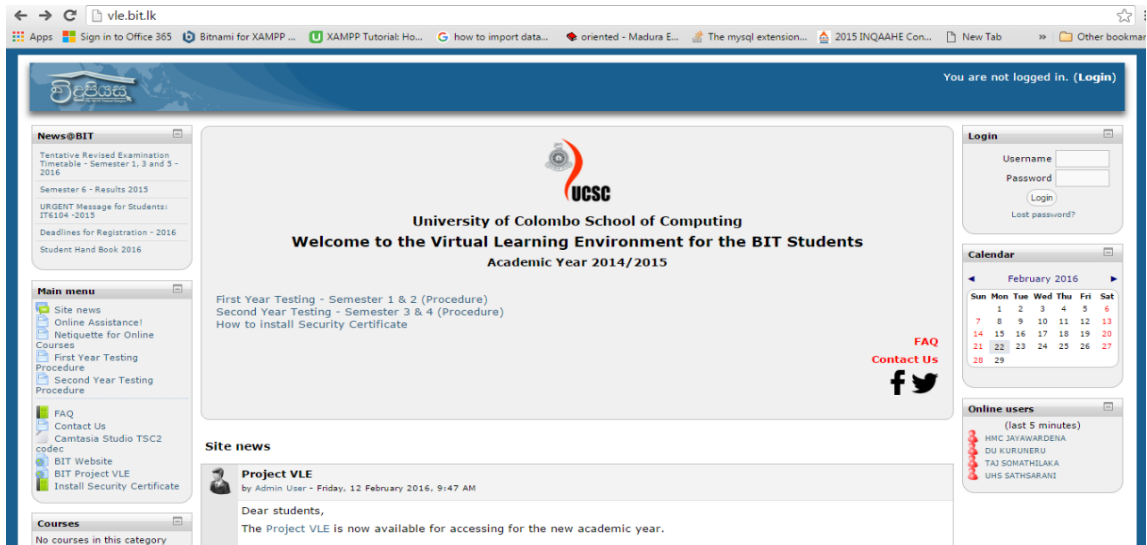 vle.bit.lk
Apps
Sign in to Office 365
Bitnami for XAMPP ...
XAMPP Tutorial: Ho...
how to import data...
oriented - Madura E...
The mysql extension...
2015 INQAAHE Con...
New Tab
»
Other bookmar
නිදුපියස
You are not logged in. (Login)
News@BIT
Tentative Revised Examination
Timetable - Semester 1, 3 and 5 -
2016
Semester 6 - Results 2015
URGENT Message for Students:
IT6104 -2015
Deadlines for Registration - 2016
Student Hand Book 2016
Main menu
Site news
Online Assistance!
Netiquette for Online
Courses
First Year Testing
Procedure
Second Year Testing
Procedure
FAQ
Contact Us
Camtasia Studio TSC2
codec
BIT Website
BIT Project VLE
Install Security Certificate
Courses
No courses in this category
UCSC
University of Colombo School of Computing
Welcome to the Virtual Learning Environment for the BIT Students
Academic Year 2014/2015
First Year Testing - Semester 1 & 2 (Procedure)
Second Year Testing - Semester 3 & 4 (Procedure)
How to install Security Certificate
FAQ
Contact Us
Site news
Project VLE
by Admin User - Friday, 12 February 2016, 9:47 AM
Dear students,
The Project VLE is now available for accessing for the new academic year.
Login
Username
Password
Login
Lost password?
Calendar
◄ February 2016 ►
Sun Mon Tue Wed Thu Fri Sat
1 2 3 4 5 6
7 8 9 10 11 12 13
14 15 16 17 18 19 20
21 22 23 24 25 26 27
28 29
Online users
(last 5 minutes)
HMC JAYAWARDENA
DU KURUNERU
TAJ SOMATHILAKA
UHS SATHSARANI